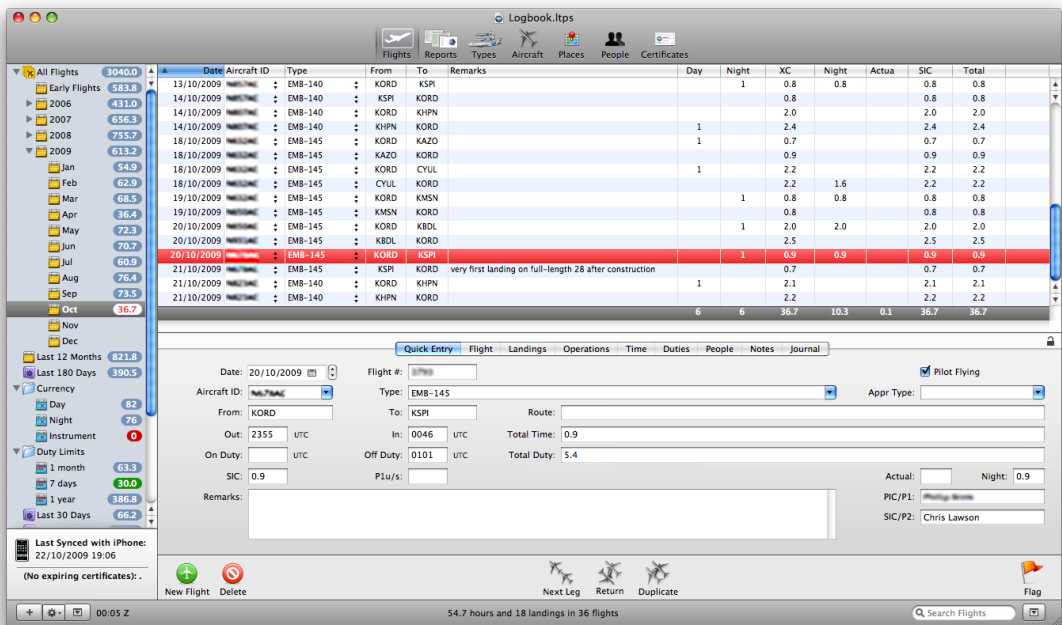 Logbook.ltps
Flights Reports Types Aircraft Places People Certificates
All Flights 3040.0
Early Flights 583.8
2006 431.0
2007 656.3
2008 755.7
2009 613.2
Jan 54.9
Feb 62.9
Mar 68.5
Apr 36.4
May 72.3
Jun 70.7
Jul 60.9
Aug 76.4
Sep 73.5
Oct 36.7
Nov
Dec
Last 12 Months 821.8
Last 180 Days 390.5
Currency
Day 82
Night 76
Instrument 0
Duty Limits
1 month 63.3
7 days 30.0
1 year 386.8
Last 30 Days 66.2
Last Synced with iPhone:
22/10/2009 19:06
(No expiring certificates): .
Date Aircraft ID Type From To Remarks Day Night XC Night Actua SIC Total
13/10/2009 EMB-140 KORD KSPI 1 0.8 0.8 0.8 0.8
14/10/2009 EMB-140 KSPI KORD 0.8 0.8 0.8
14/10/2009 EMB-140 KORD KHPN 2.0 2.0 2.0
14/10/2009 EMB-140 KHPN KORD 1 2.4 2.4 2.4
18/10/2009 EMB-145 KORD KAZO 1 0.7 0.7 0.7
18/10/2009 EMB-145 KAZO KORD 0.9 0.9 0.9
18/10/2009 EMB-145 KORD CYUL 1 2.2 2.2 2.2
18/10/2009 EMB-145 CYUL KORD 2.2 1.6 2.2 2.2
19/10/2009 EMB-145 KORD KMSN 1 0.8 0.8 0.8 0.8
19/10/2009 EMB-145 KMSN KORD 0.8 0.8 0.8
20/10/2009 EMB-145 KORD KBDL 1 2.0 2.0 2.0 2.0
20/10/2009 EMB-145 KBDL KORD 2.5 2.5 2.5
20/10/2009 EMB-145 KORD KSPI 1 0.9 0.9 0.9 0.9
21/10/2009 EMB-145 KSPI KORD very first landing on full-length 28 after construction 0.7 0.7 0.7
21/10/2009 EMB-140 KORD KHPN 1 2.1 2.1 2.1
21/10/2009 EMB-140 KHPN KORD 2.2 2.2 2.2
6 6 36.7 10.3 0.1 36.7 36.7
Quick Entry Flight Landings Operations Time Duties People Notes Journal
Date: 20/10/2009 Flight #: Pilot Flying
Aircraft ID: Type: EMB-145 Appr Type:
From: KORD To: KSPI Route:
Out: 2355 UTC In: 0046 UTC Total Time: 0.9
On Duty: UTC Off Duty: 0101 UTC Total Duty: 5.4
SIC: 0.9 P1u/s: Actual: Night: 0.9
Remarks: PIC/P1:
SIC/P2: Chris Lawson
New Flight Delete Next Leg Return Duplicate Flag
00:05 Z 54.7 hours and 18 landings in 36 flights Search Flights